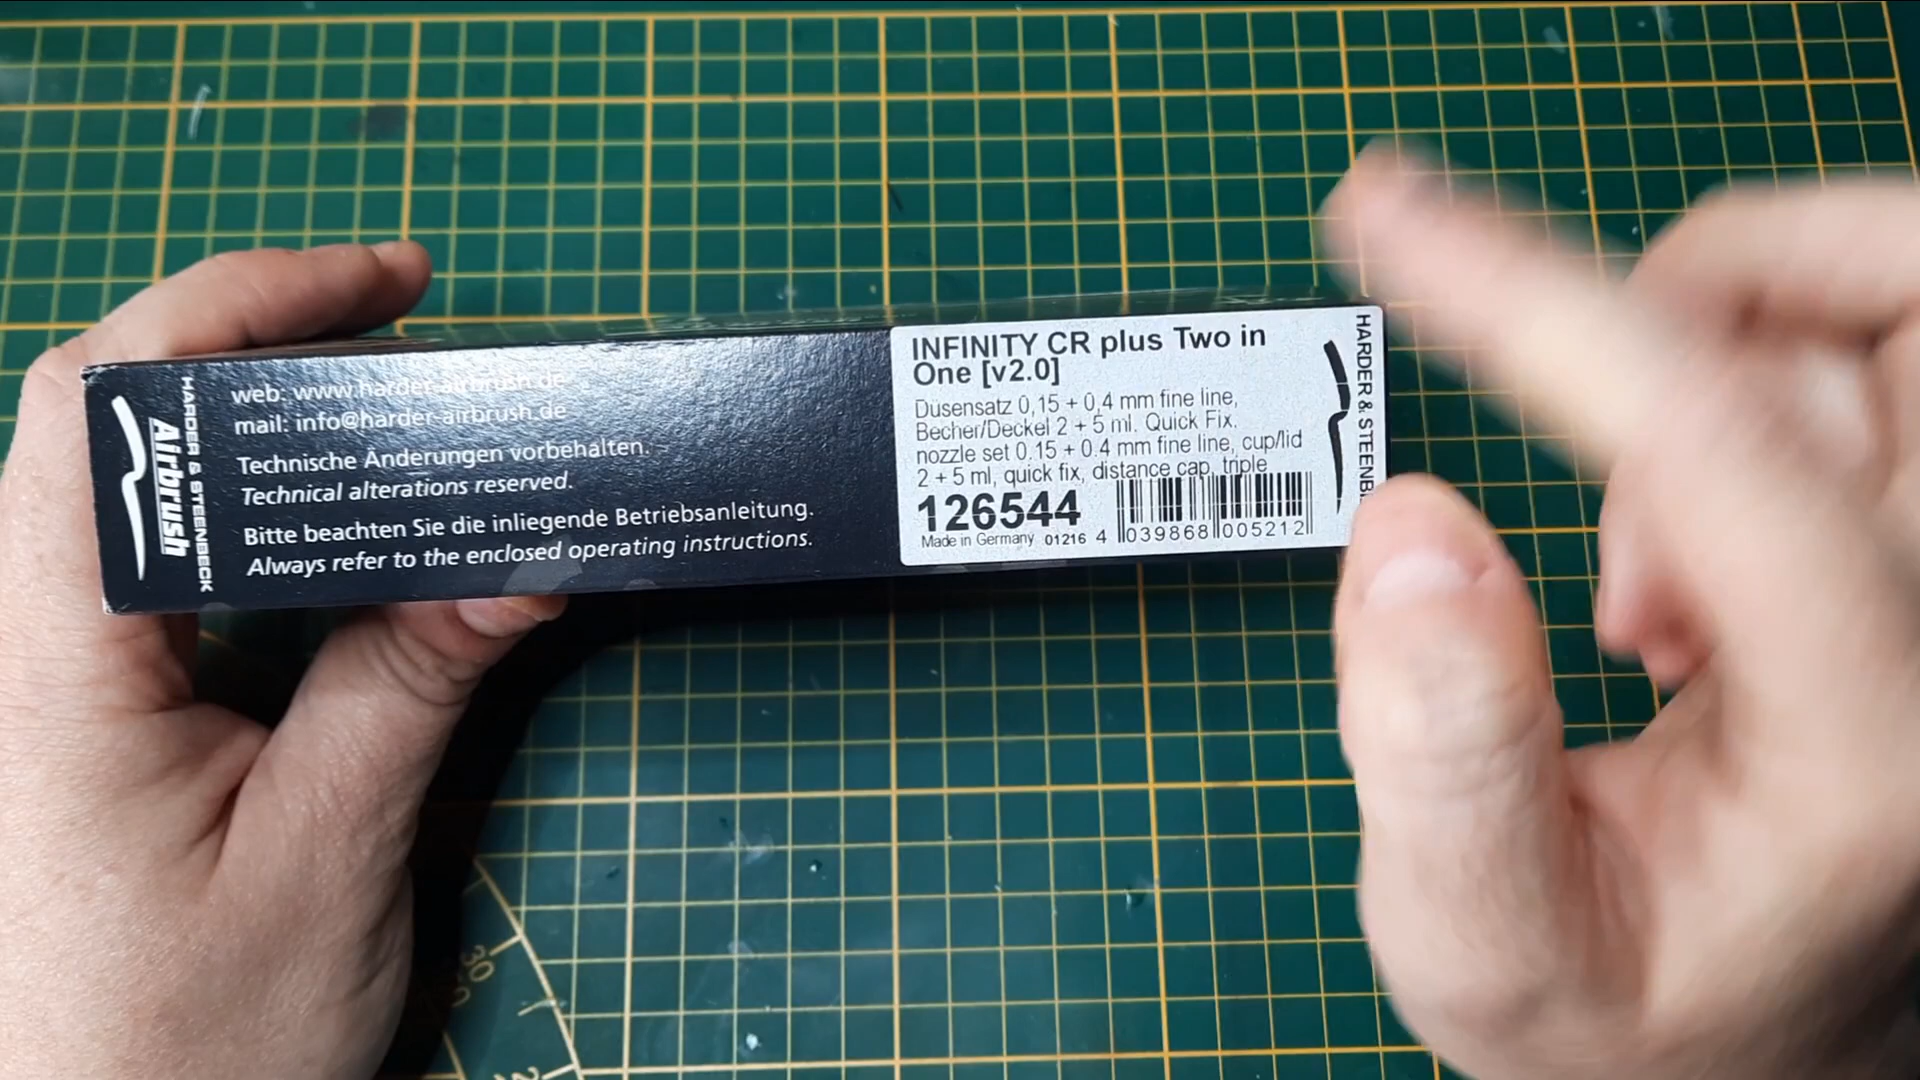 HARDER & STEENBECK
Airbrush
web: www.harder-airbrush.de
mail: info@harder-airbrush.de
Technische Änderungen vorbehalten.
Technical alterations reserved.
Bitte beachten Sie die inliegende Betriebsanleitung.
Always refer to the enclosed operating instructions.
INFINITY CR plus Two in
One [v2.0]
Düsensatz 0,15 + 0,4 mm fine line,
Becher/Deckel 2 + 5 ml. Quick Fix.
nozzle set 0.15 + 0.4 mm fine line, cup/lid
2 + 5 ml, quick fix, distance cap, triple
126544
Made in Germany 01216
4 039868 005212
HARDER & STEENB
30